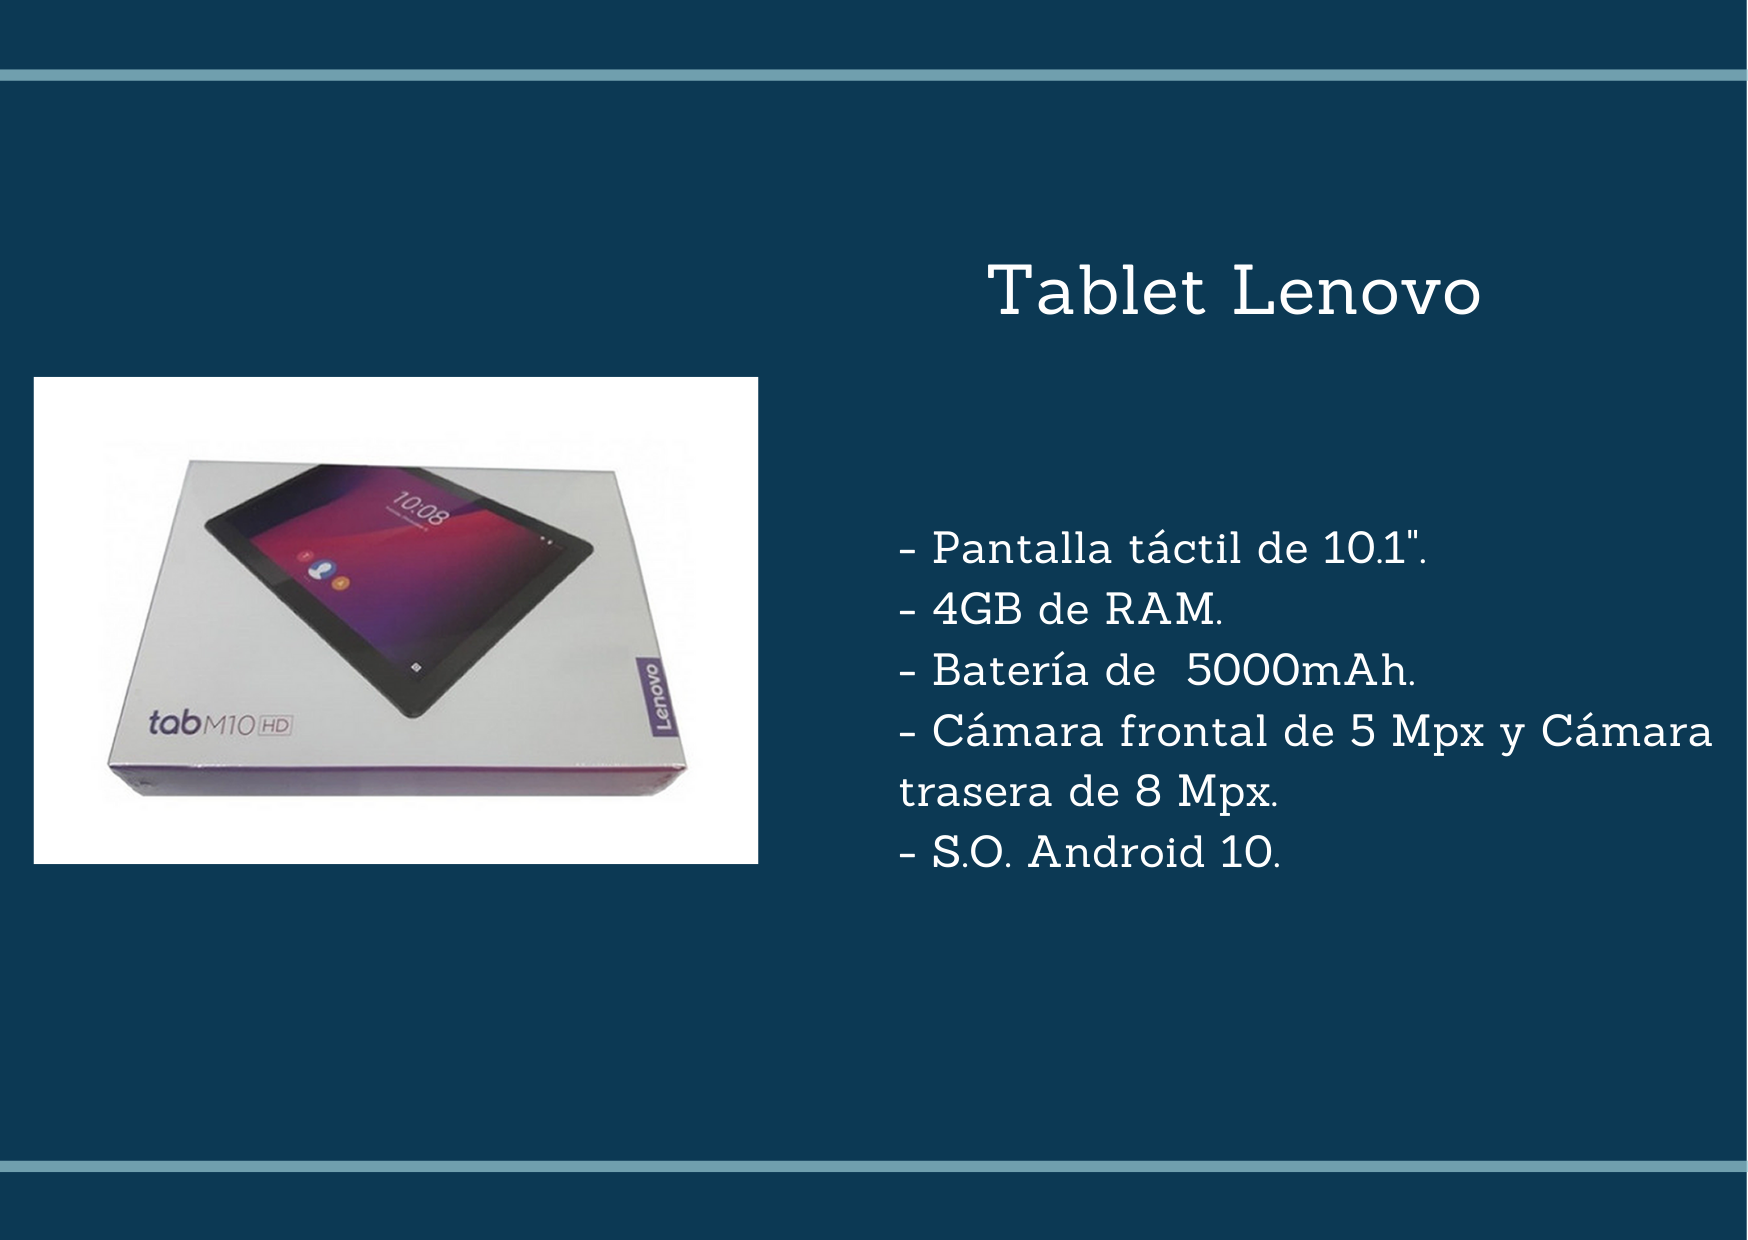 Tablet Lenovo
10:08
tab M10 HD
Lenovo
- Pantalla táctil de 10.1".
- 4GB de RAM.
- Batería de  5000mAh.
- Cámara frontal de 5 Mpx y Cámara
trasera de 8 Mpx.
- S.O. Android 10.